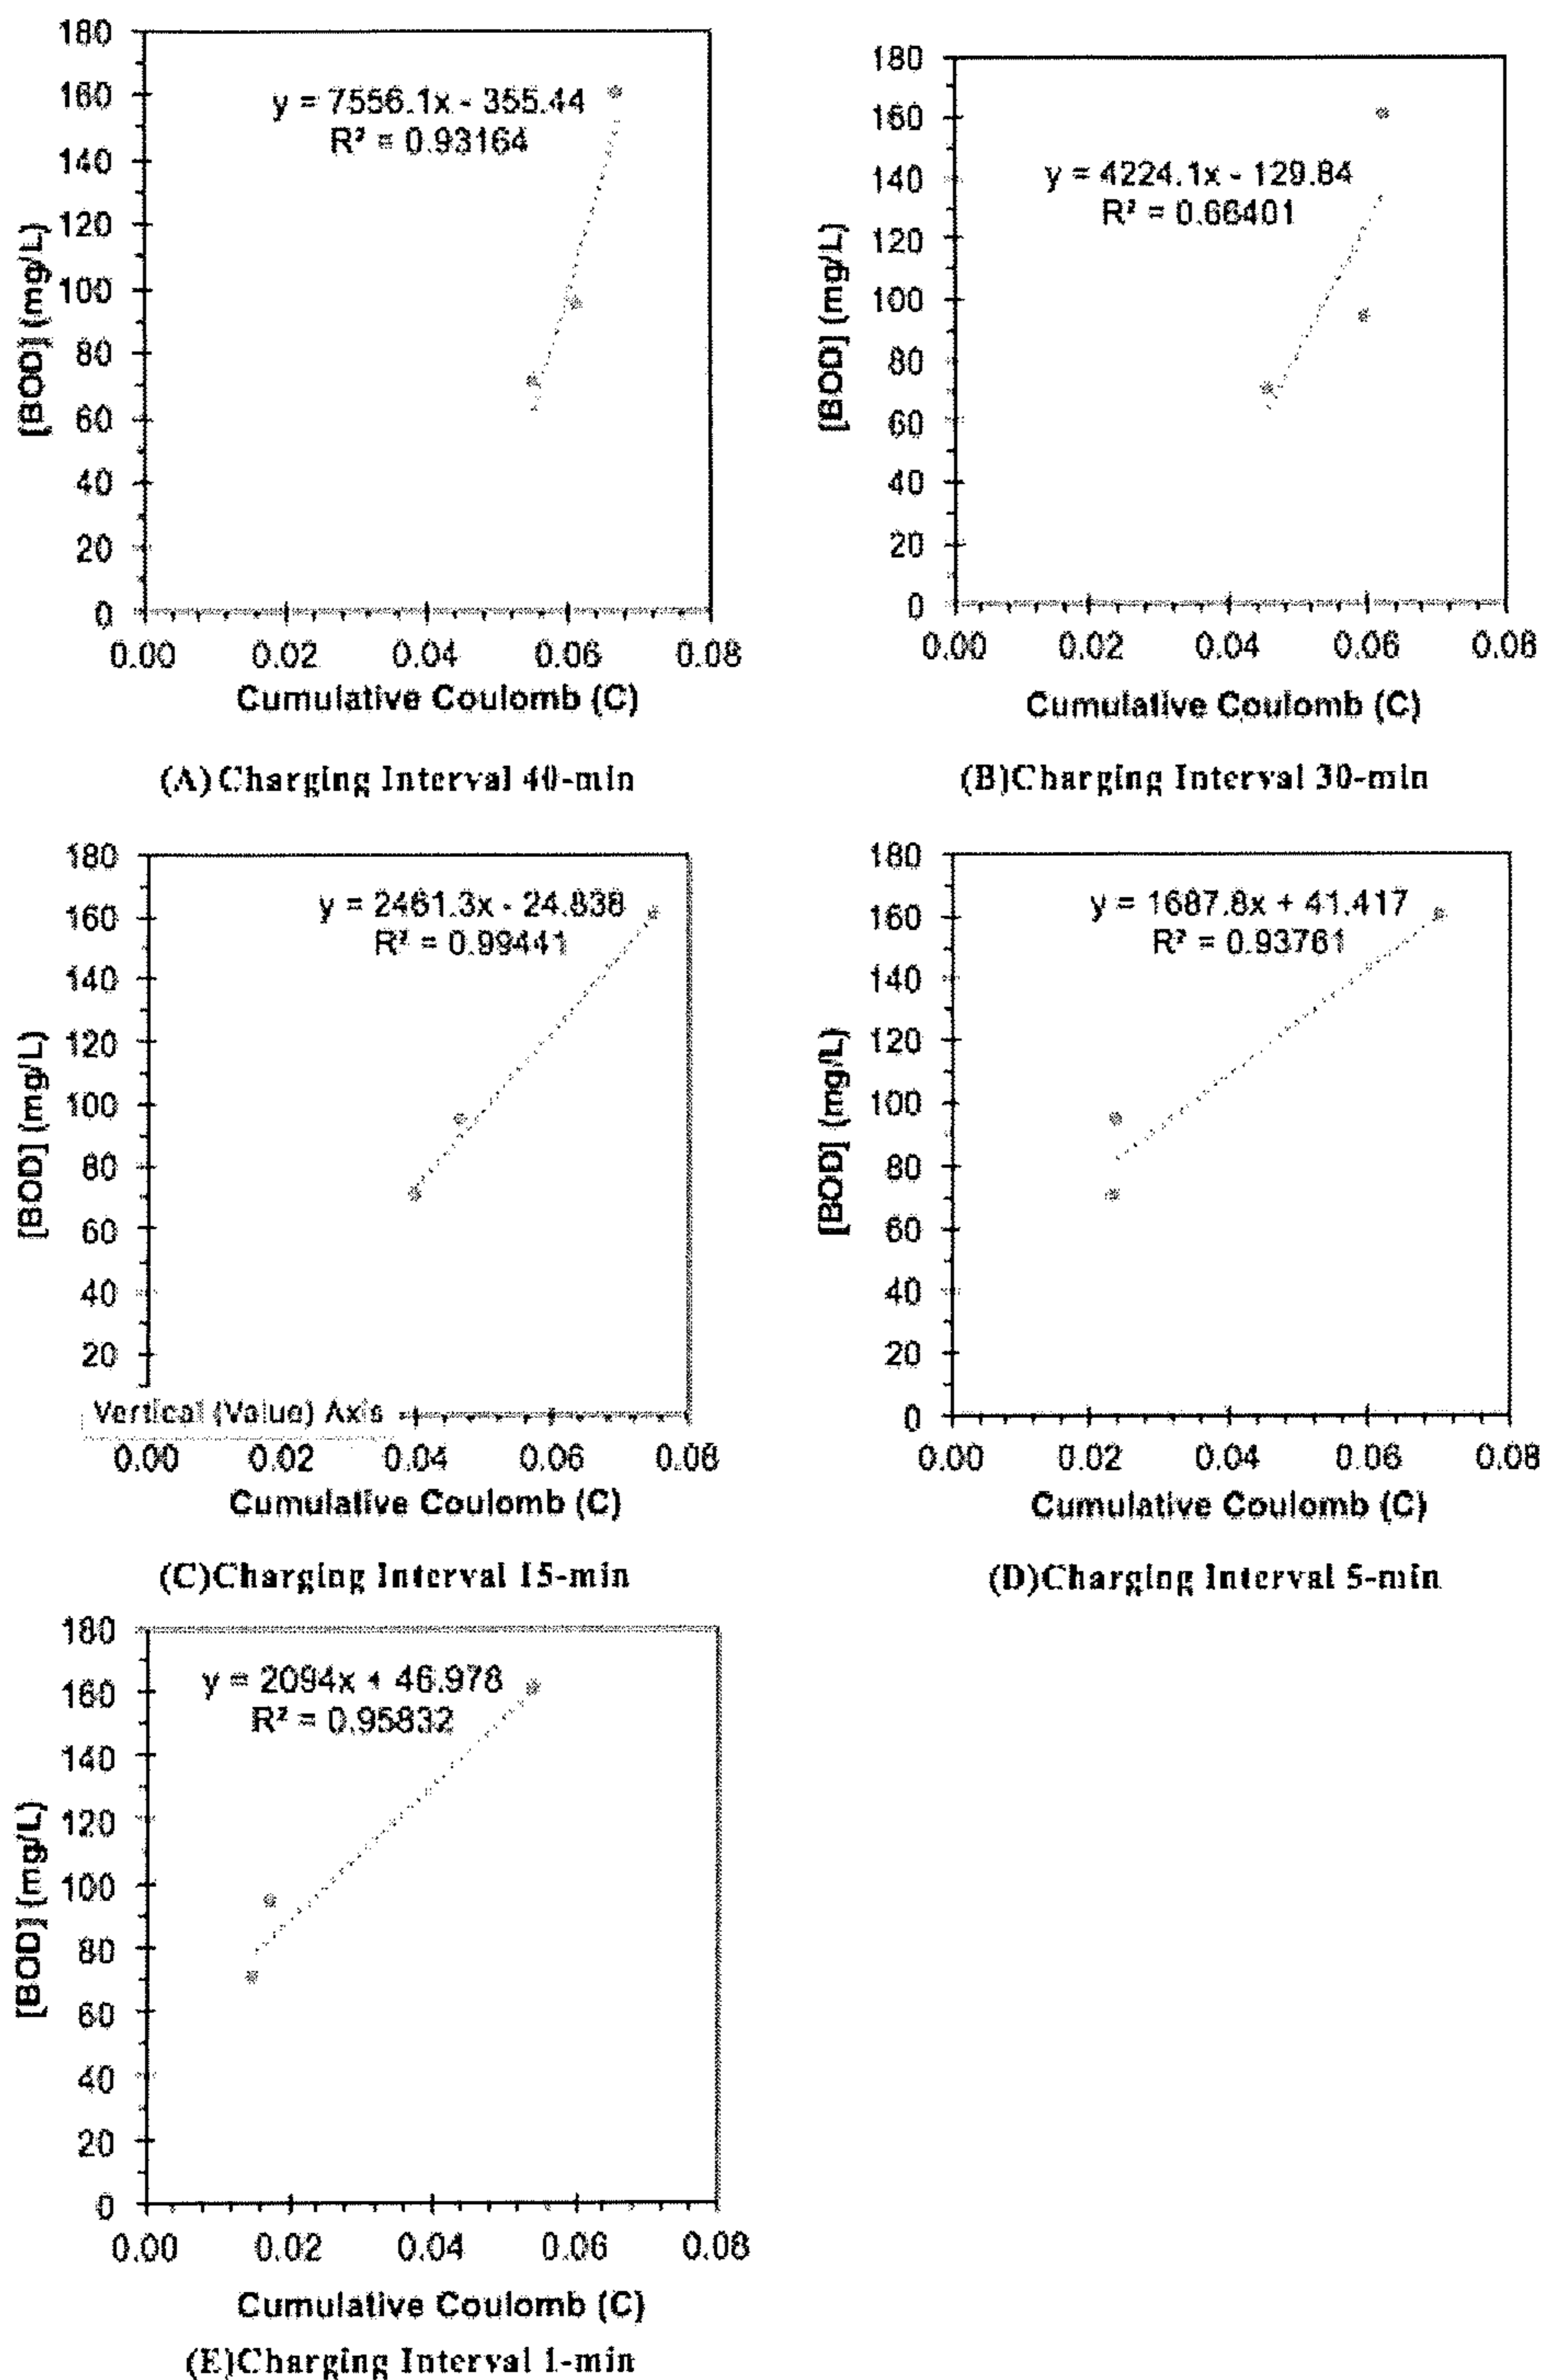 180
160
140
120
100
80
60
40
20
0
[BOD] (mg/L)
y = 7556.1x - 355.44
R² = 0.93164
0.00 0.02 0.04 0.06 0.08
Cumulative Coulomb (C)
(A) Charging Interval 40-min
180
160
140
120
100
80
60
40
20
0
[BOD] (mg/L)
y = 4224.1x - 129.84
R² = 0.66401
0.00 0.02 0.04 0.06 0.08
Cumulative Coulomb (C)
(B)Charging Interval 30-min
180
160
140
120
100
80
60
40
20
[BOD] (mg/L)
y = 2461.3x - 24.838
R² = 0.99441
Vertical (Value) Axis
0.00 0.02 0.04 0.06 0.08
Cumulative Coulomb (C)
(C)Charging Interval 15-min
180
160
140
120
100
80
60
40
20
0
[BOD] (mg/L)
y = 1687.8x + 41.417
R² = 0.93761
0.00 0.02 0.04 0.06 0.08
Cumulative Coulomb (C)
(D)Charging Interval 5-min
180
160
140
120
100
80
60
40
20
0
[BOD] (mg/L)
y = 2094x + 46.978
R² = 0.95832
0.00 0.02 0.04 0.06 0.08
Cumulative Coulomb (C)
(E)Charging Interval 1-min